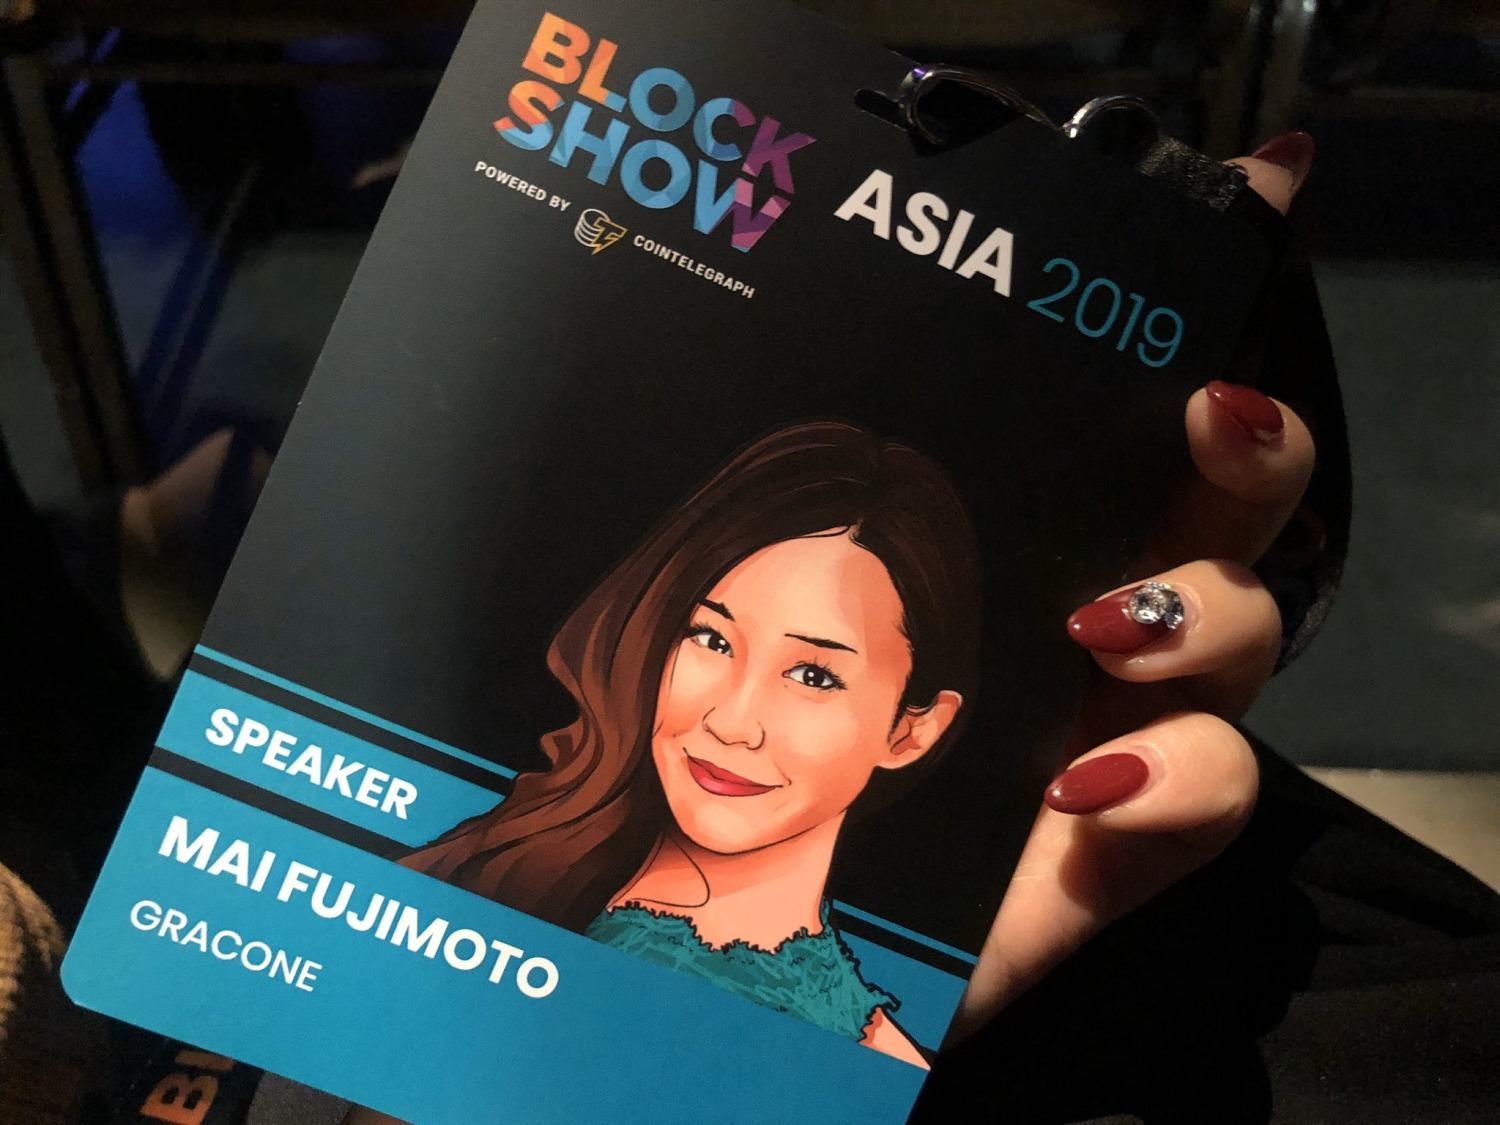 BLOCK
SHOW
POWERED BY COINTELEGRAPH
ASIA 2019
SPEAKER
MAI FUJIMOTO
GRACONE